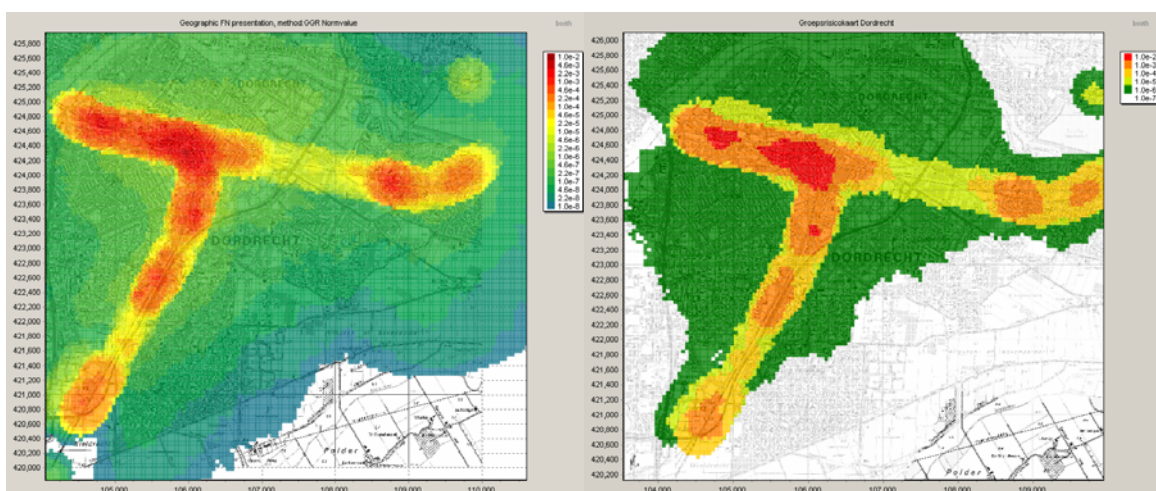 Geographic FN presentation, method:GGR Normvalue
425,800
425,600
425,400
425,200
425,000
424,800
424,600
424,400
424,200
424,000
423,800
423,600
423,400
423,200
423,000
422,800
422,600
422,400
422,200
422,000
421,800
421,600
421,400
421,200
421,000
420,800
420,600
420,400
420,200
420,000
DORDRECHT
DORDRECHT
Polder
105,000
106,000
107,000
108,000
109,000
110,000
1.0e-2
4.6e-3
2.2e-3
1.0e-3
4.6e-4
2.2e-4
1.0e-4
4.6e-5
2.2e-5
1.0e-5
4.6e-6
2.2e-6
1.0e-6
4.6e-7
2.2e-7
1.0e-7
4.6e-8
2.2e-8
1.0e-8
Groepsrisicokaart Dordrecht
426,000
425,800
425,600
425,400
425,200
425,000
424,800
424,600
424,400
424,200
424,000
423,800
423,600
423,400
423,200
423,000
422,800
422,600
422,400
422,200
422,000
421,800
421,600
421,400
421,200
421,000
420,800
420,600
420,400
420,200
DORDRECHT
DORDRECHT
Polder
104,000
105,000
106,000
107,000
108,000
109,000
1.0e-2
1.0e-3
1.0e-4
1.0e-5
1.0e-6
1.0e-7